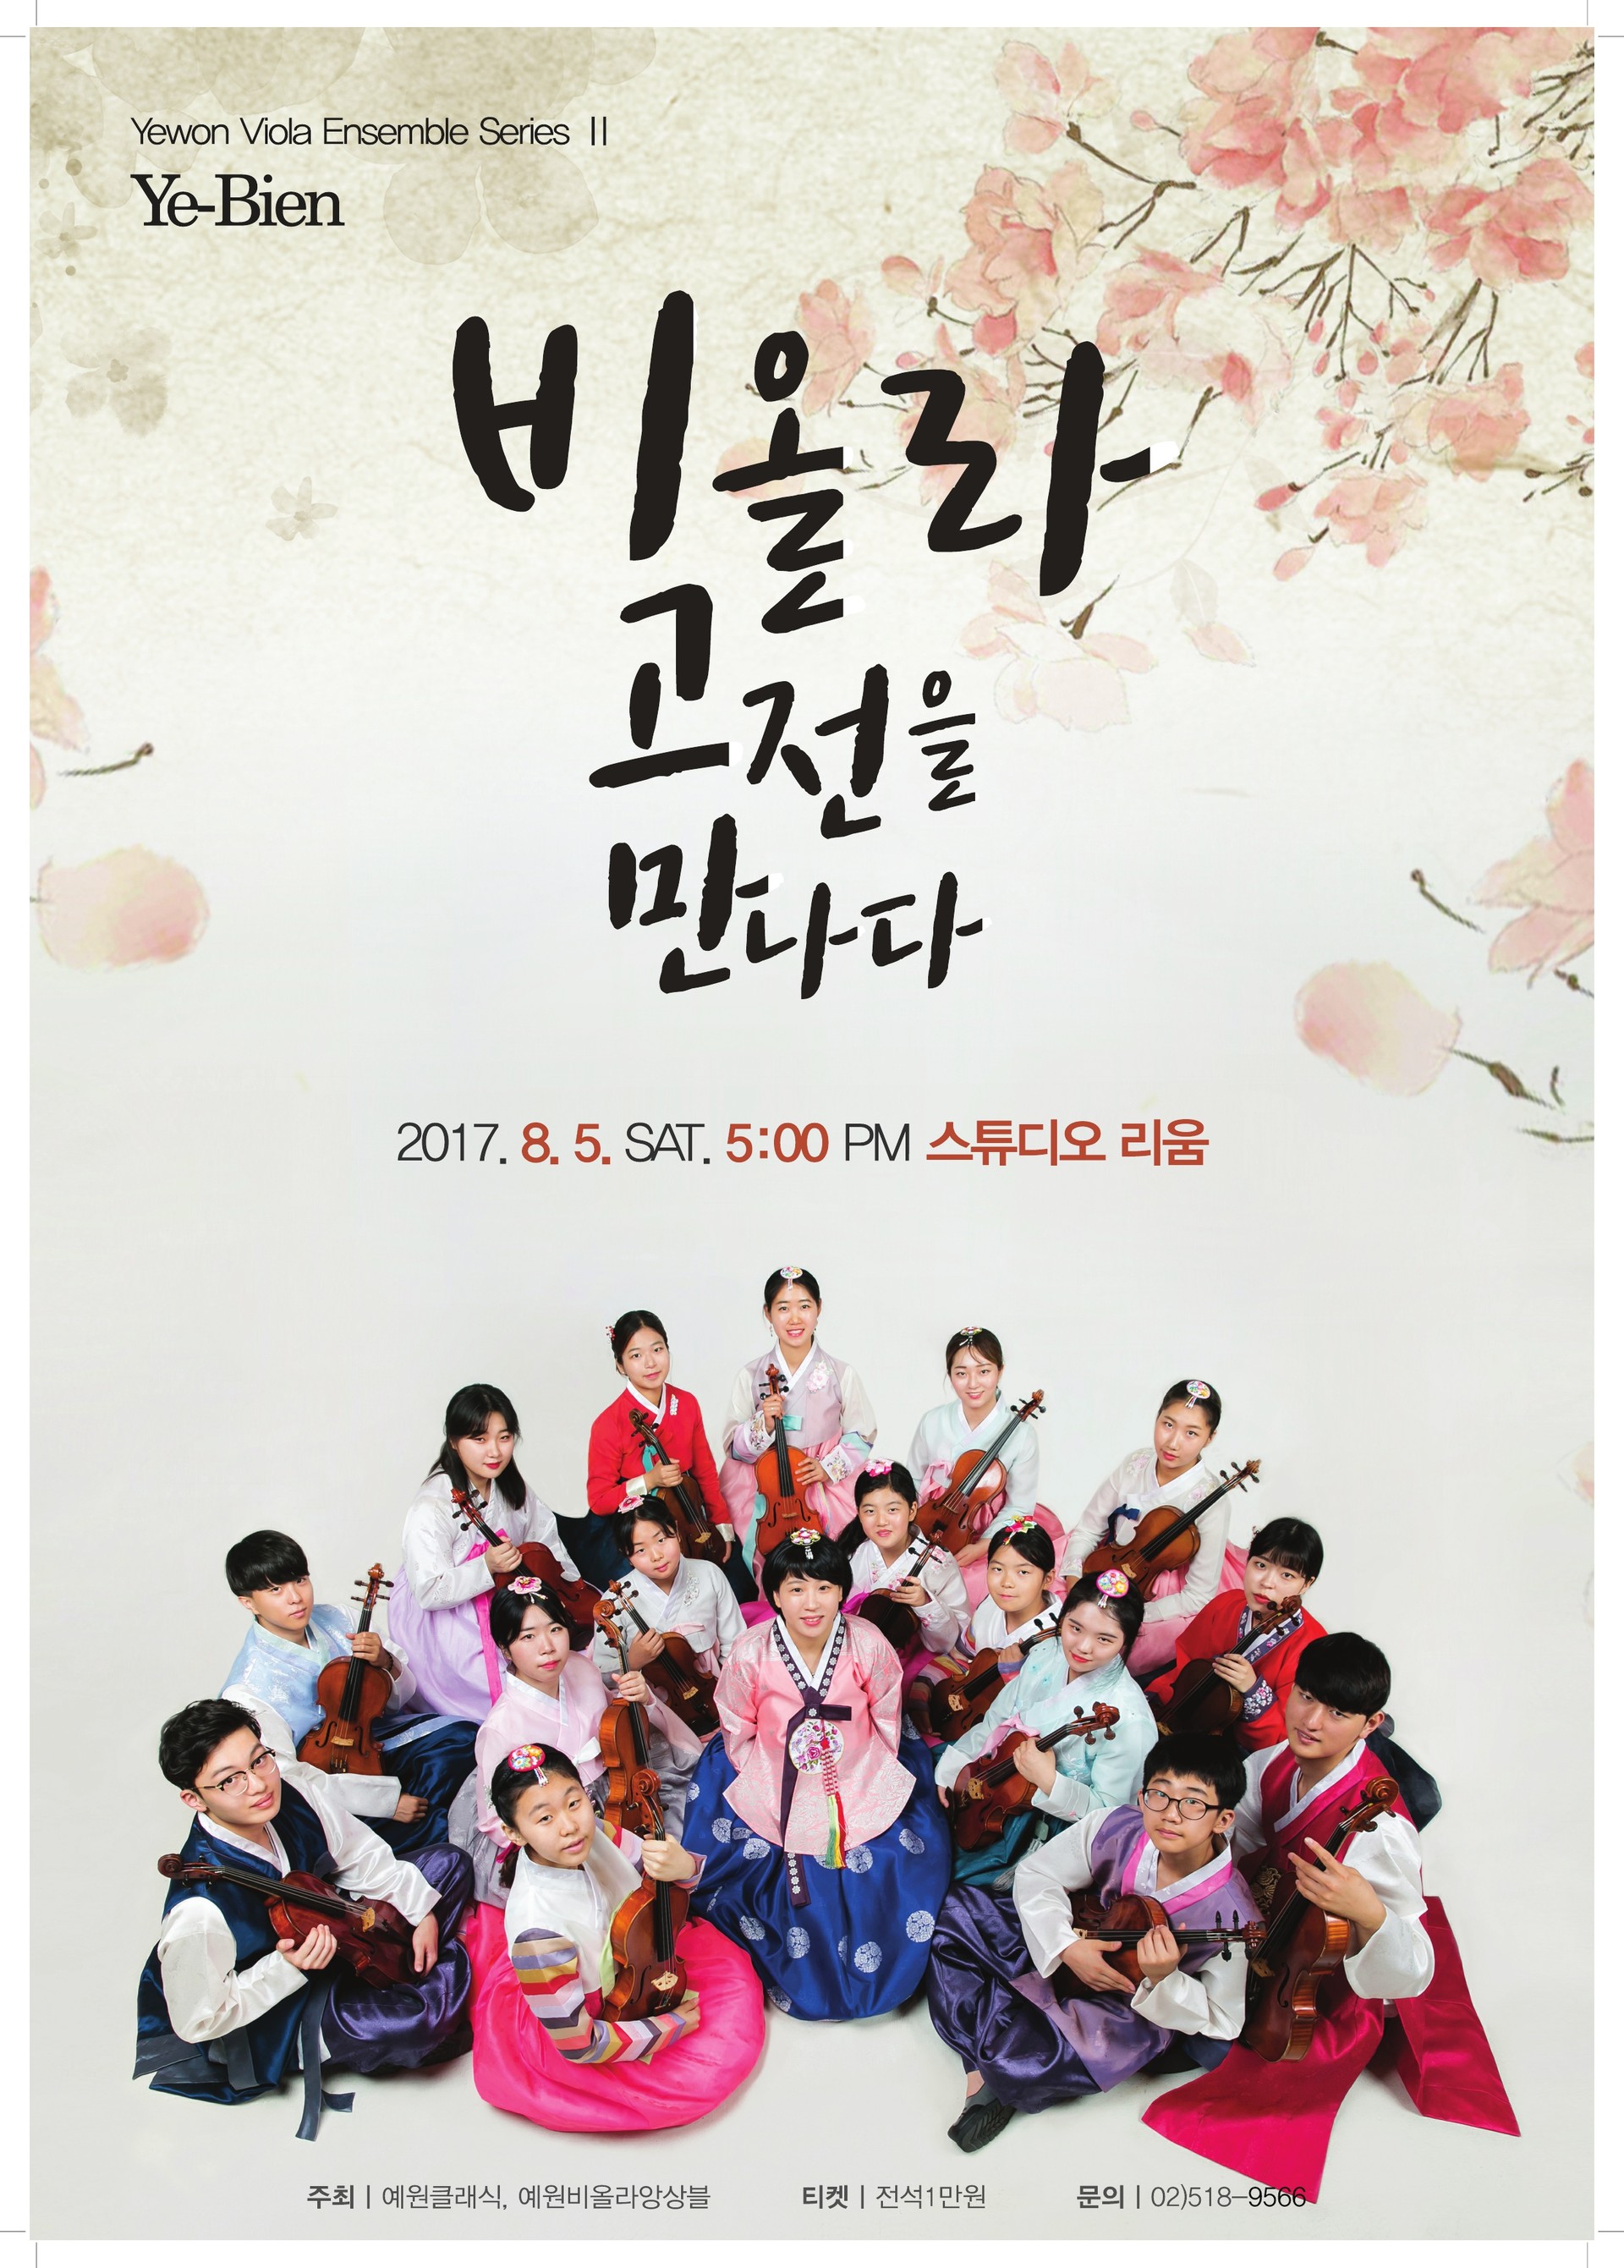 Yewon Viola Ensemble Series II
Ye-Bien
비올라
고전을
만나다
2017. 8. 5. SAT. 5:00 PM 스튜디오 리움
주최 | 예원클래식, 예원비올라앙상블 티켓 | 전석1만원 문의 | 02)518-9566